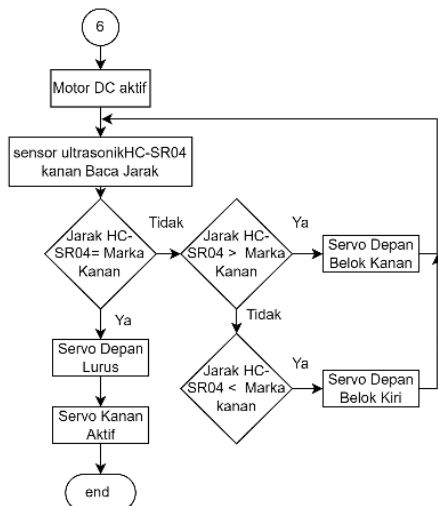 6
Motor DC aktif
sensor ultrasonikHC-SR04
kanan Baca Jarak
Jarak HC-
SR04= Marka
Kanan
Tidak
Jarak HC-
SR04 > Marka
Kanan
Ya
Servo Depan
Belok Kanan
Ya
Tidak
Servo Depan
Lurus
Jarak HC-
SR04 < Marka
kanan
Ya
Servo Depan
Belok Kiri
Servo Kanan
Aktif
end